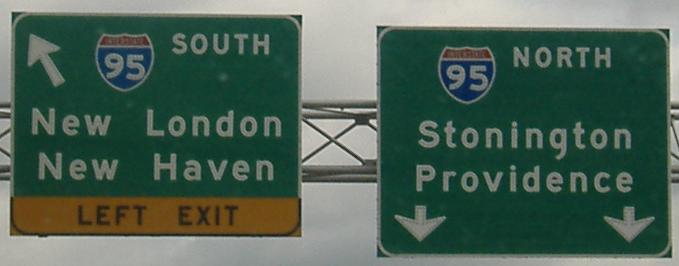 INTERSTATE
95
SOUTH
New London
New Haven
LEFT EXIT
INTERSTATE
95
NORTH
Stonington
Providence